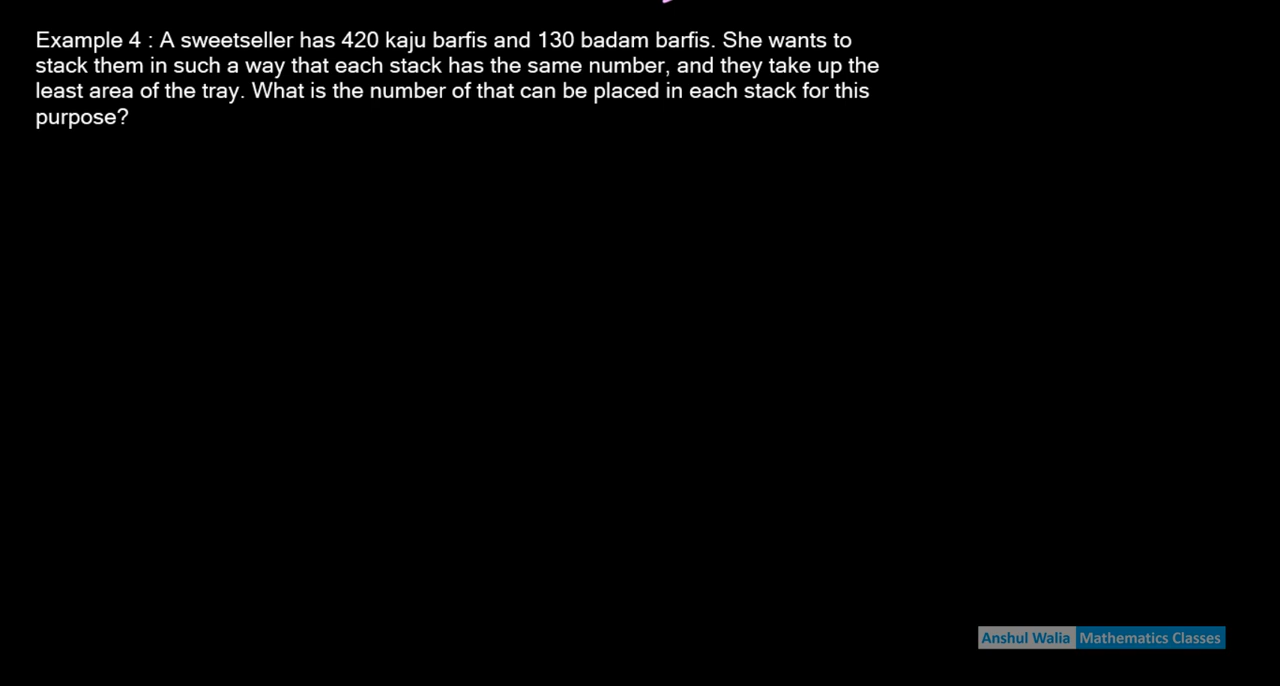 Example 4 : A sweetseller has 420 kaju barfis and 130 badam barfis. She wants to
stack them in such a way that each stack has the same number, and they take up the
least area of the tray. What is the number of that can be placed in each stack for this
purpose?
Anshul Walia Mathematics Classes